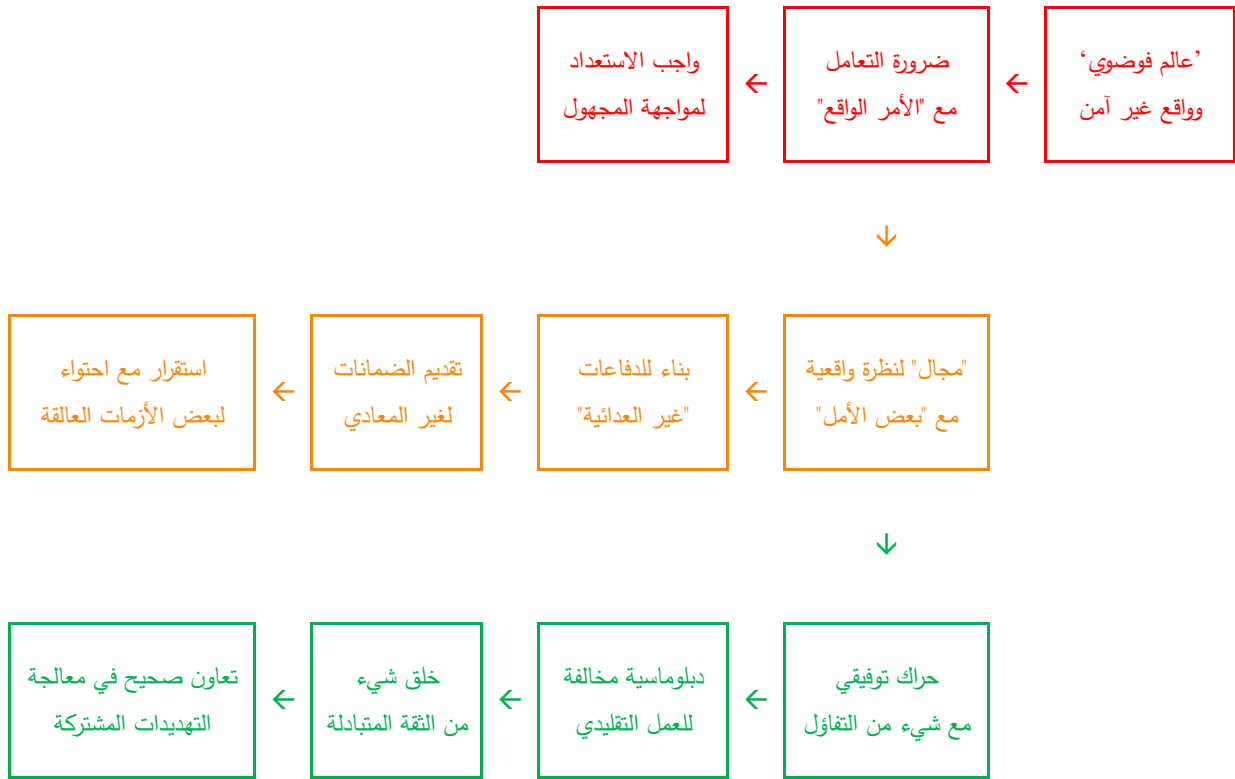 ’عالم فوضوي‘
وواقع غير آمن
ضرورة التعامل
مع "الأمر الواقع"
واجب الاستعداد
لمواجهة المجهول
"مجال" لنظرة واقعية
مع "بعض الأمل"
بناء للدفاعات
"غير العدائية"
تقديم الضمانات
لغير المعادي
استقرار مع احتواء
لبعض الأزمات العالقة
حراك توفيقي
مع شيء من التفاؤل
دبلوماسية مخالفة
للعمل التقليدي
خلق شيء
من الثقة المتبادلة
تعاون صحيح في معالجة
التهديدات المشتركة